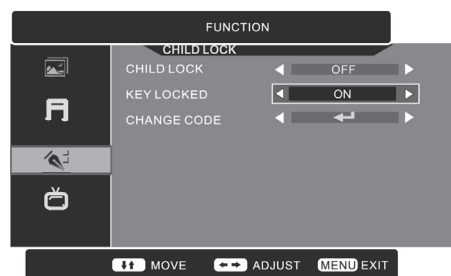 FUNCTION
CHILD LOCK
CHILD LOCK OFF
KEY LOCKED ON
CHANGE CODE
MOVE ADJUST MENU EXIT